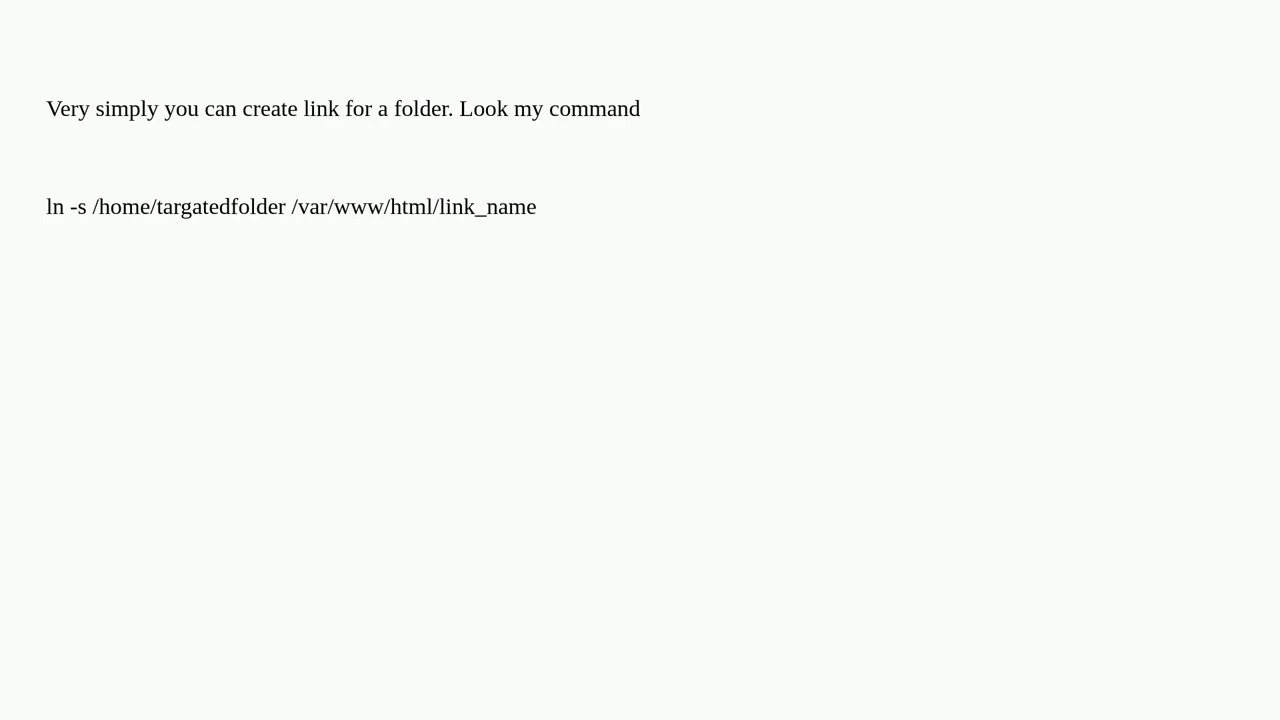 Very simply you can create link for a folder. Look my command
ln -s /home/targatedfolder /var/www/html/link_name